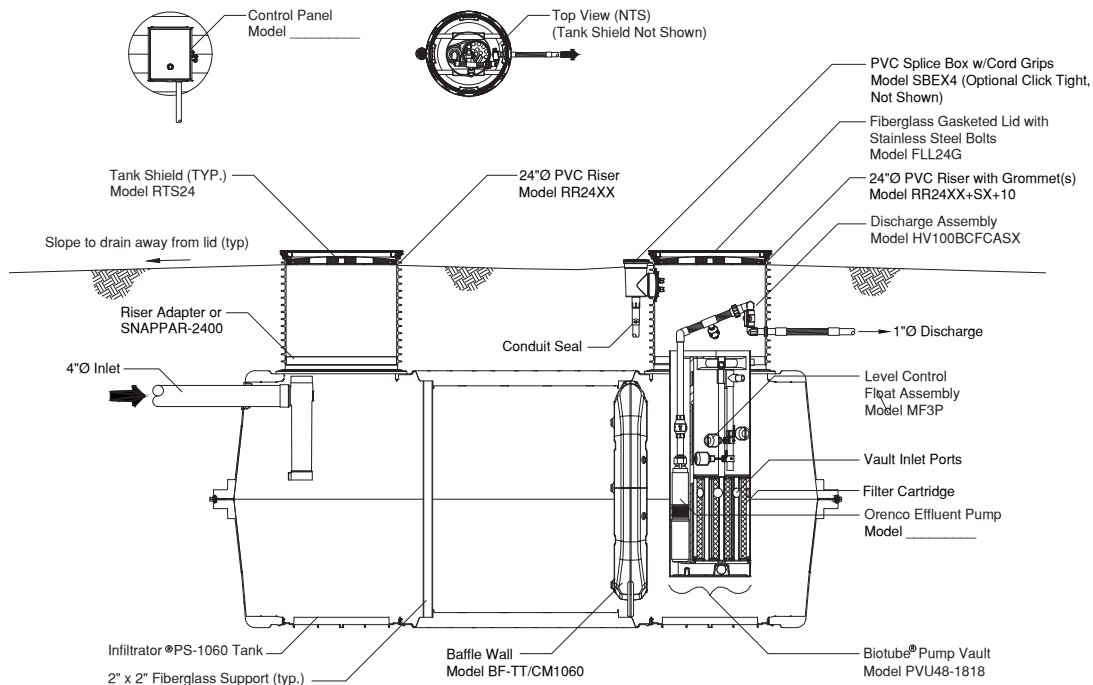 Control Panel
Model __________
Top View (NTS)
(Tank Shield Not Shown)
PVC Splice Box w/Cord Grips
Model SBEX4 (Optional Click Tight,
Not Shown)
Fiberglass Gasketed Lid with
Stainless Steel Bolts
Model FLL24G
Tank Shield (TYP.)
Model RTS24
24"Ø PVC Riser
Model RR24XX
24"Ø PVC Riser with Grommet(s)
Model RR24XX+SX+10
Discharge Assembly
Model HV100BCFCASX
Slope to drain away from lid (typ)
Riser Adapter or
SNAPPAR-2400
Conduit Seal
1"Ø Discharge
4"Ø Inlet
Level Control
Float Assembly
Model MF3P
Vault Inlet Ports
Filter Cartridge
Orenco Effluent Pump
Model __________
Infiltrator ®PS-1060 Tank
2" x 2" Fiberglass Support (typ.)
Baffle Wall
Model BF-TT/CM1060
Biotube® Pump Vault
Model PVU48-1818